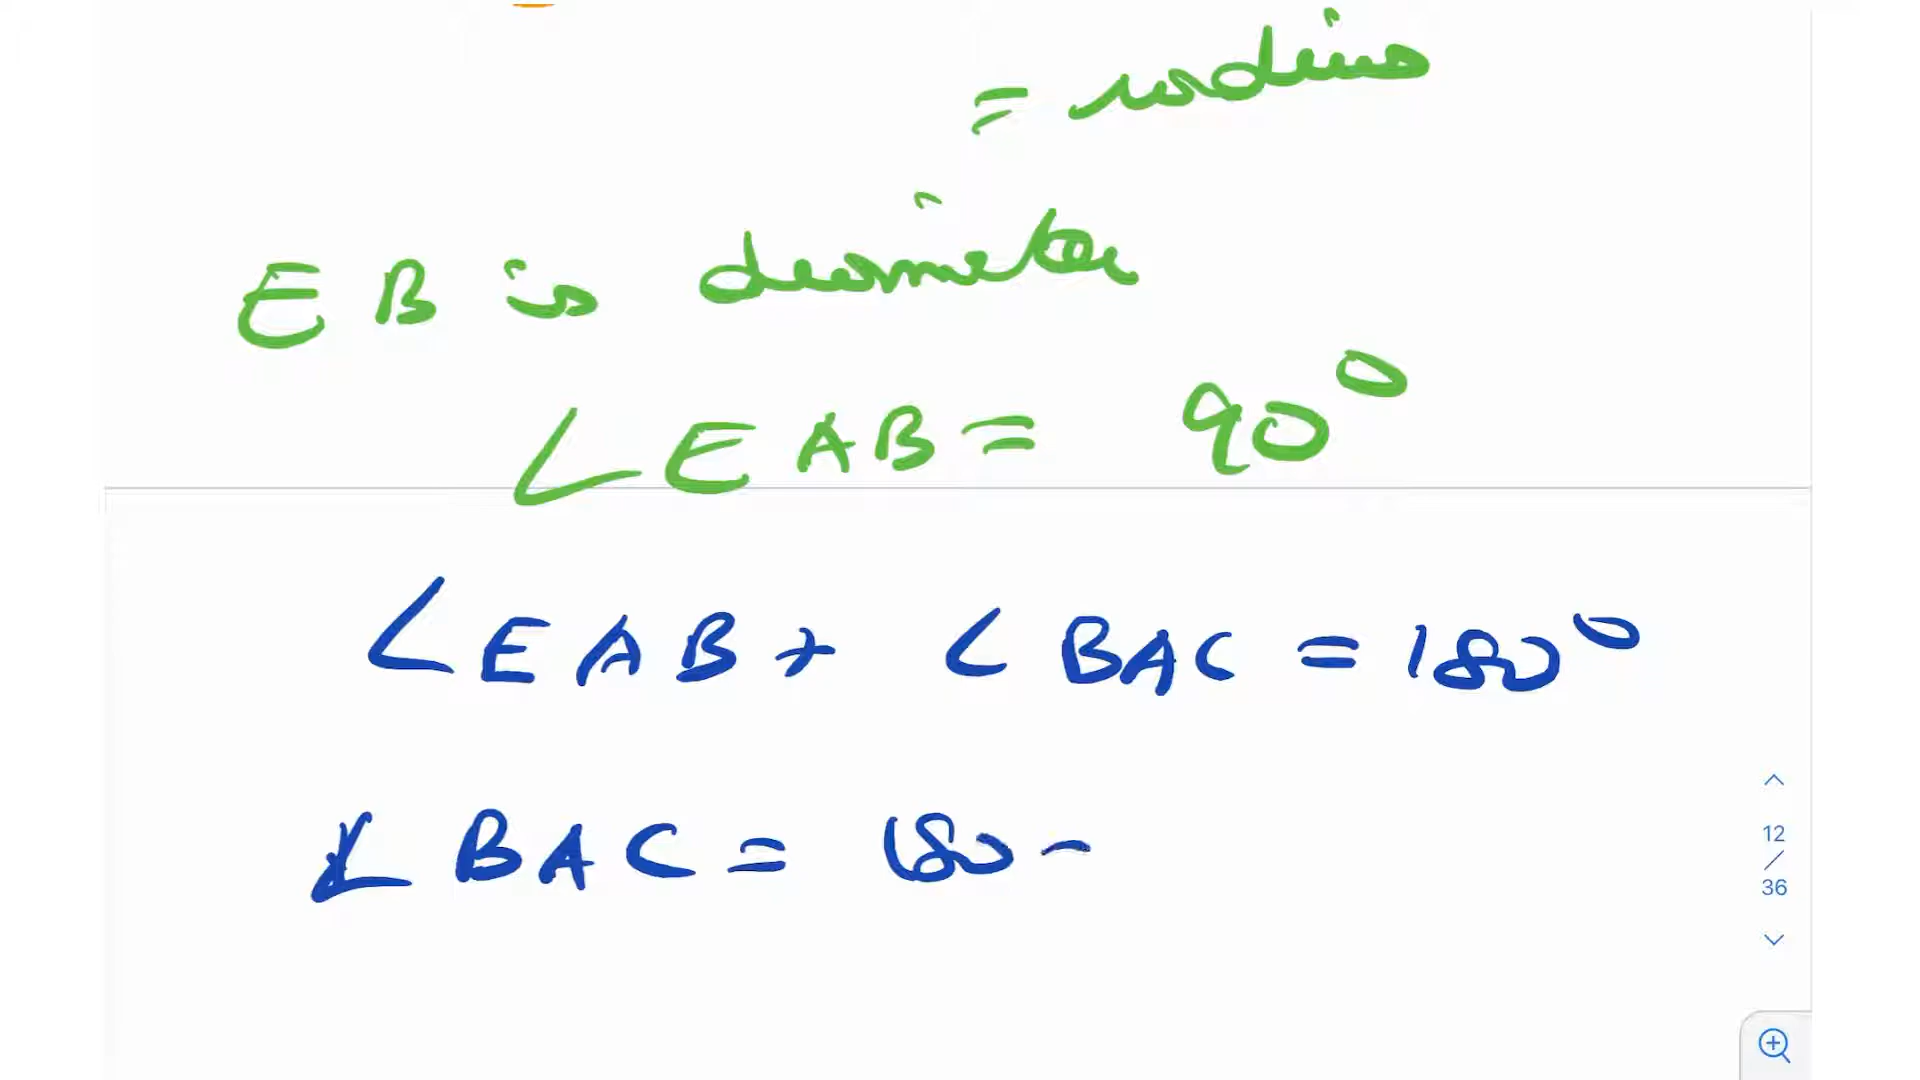 = radius
EB is diameter
∠EAB = 90°
∠EAB + ∠BAC = 180°
∠BAC = 180 -
12
/
36